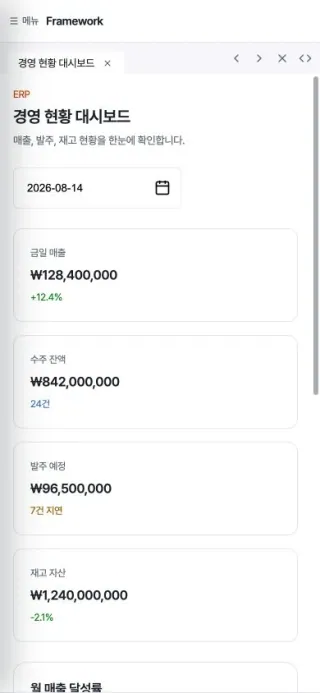 메뉴 Framework
경영 현황 대시보드
ERP
경영 현황 대시보드
매출, 발주, 재고 현황을 한눈에 확인합니다.
2026-08-14
금일 매출
₩128,400,000
+12.4%
수주 잔액
₩842,000,000
24건
발주 예정
₩96,500,000
7건 지연
재고 자산
₩1,240,000,000
-2.1%
월 매출 달성률